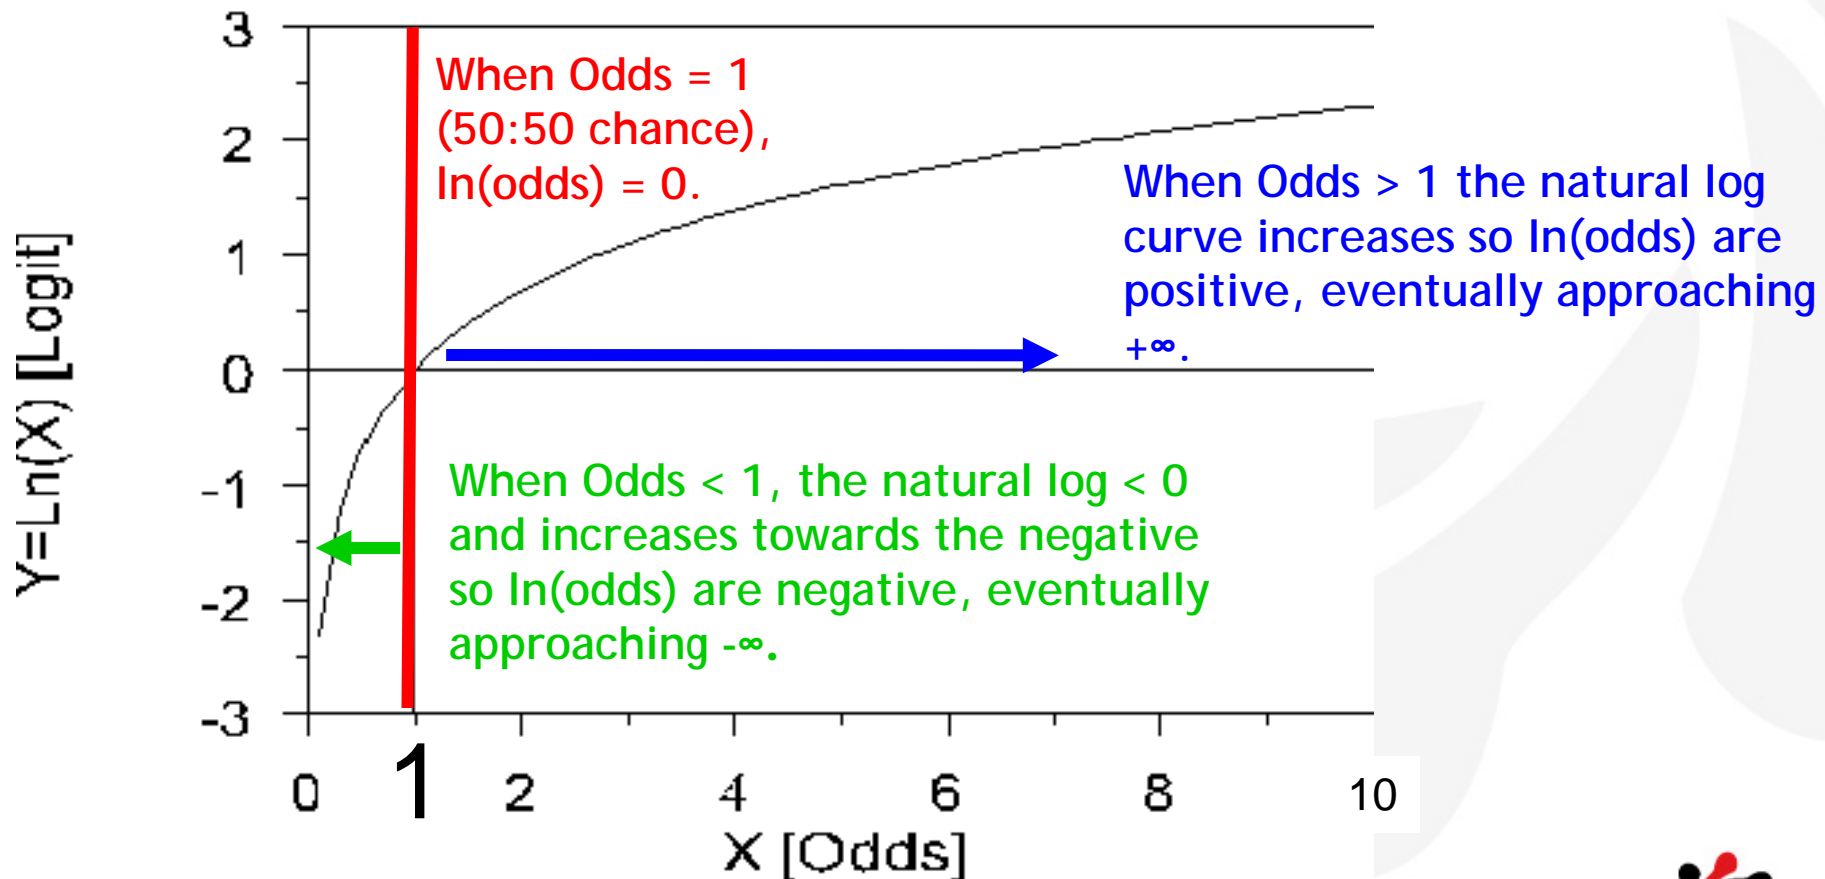 3
2
1
0
-1
-2
-3
Y=Ln(X) [Logit]
When Odds = 1
(50:50 chance),
ln(odds) = 0.
When Odds > 1 the natural log
curve increases so ln(odds) are
positive, eventually approaching
+∞.
When Odds < 1, the natural log < 0
and increases towards the negative
so ln(odds) are negative, eventually
approaching -∞.
0 1 2 4 6 8 10
X [Odds]